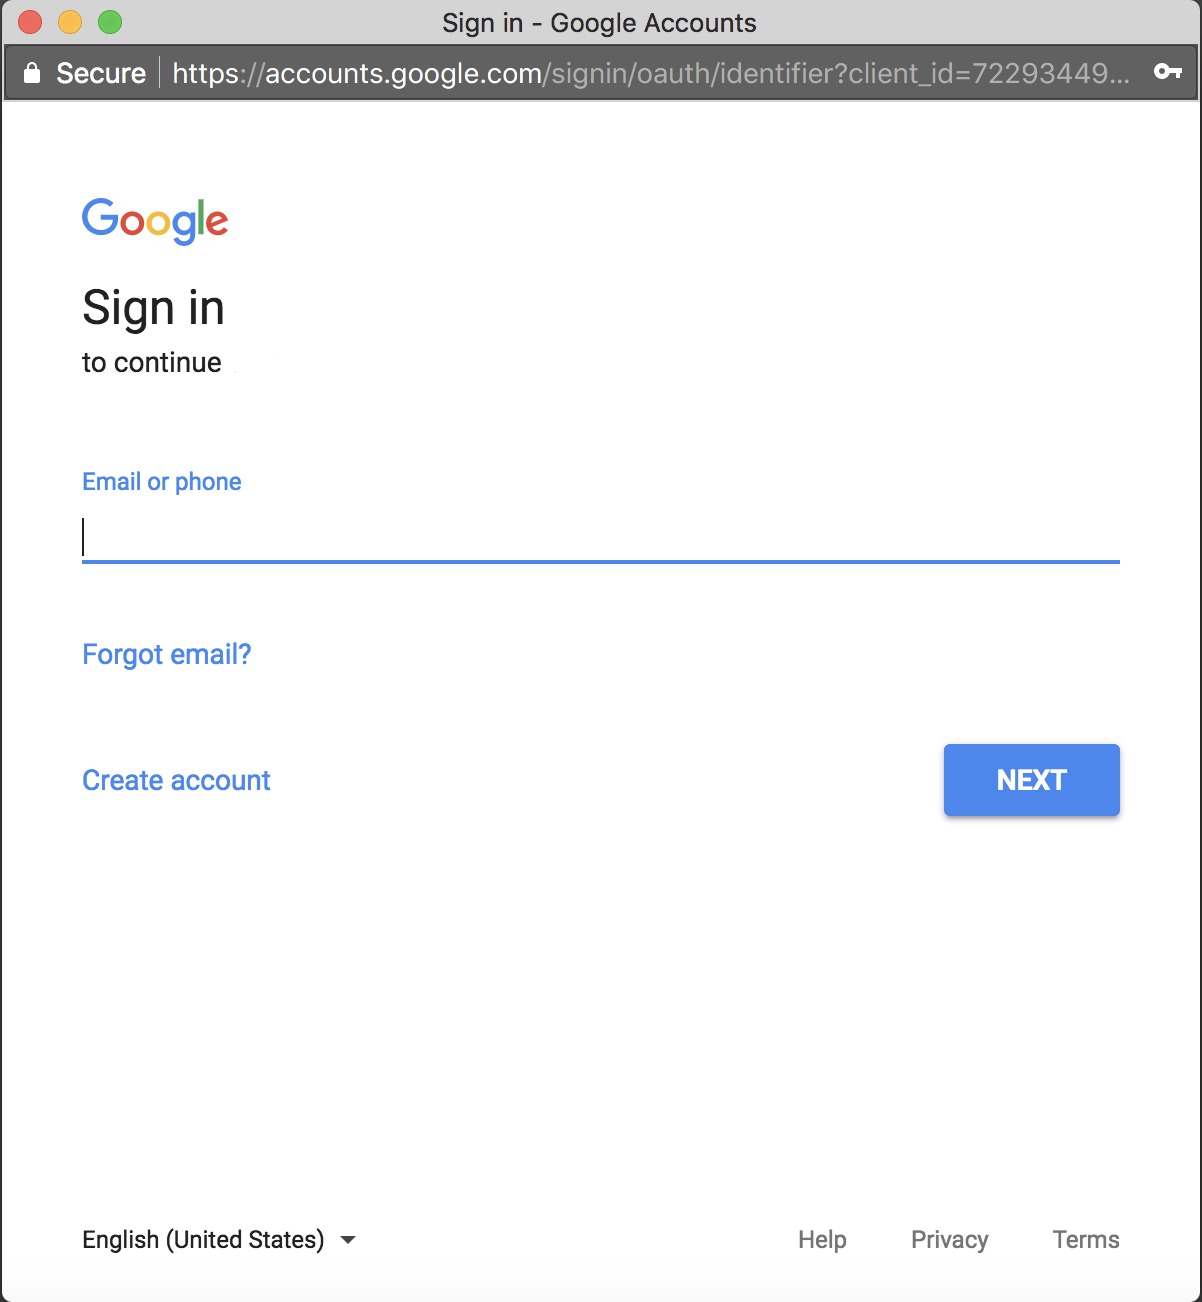 Sign in - Google Accounts
Secure https://accounts.google.com/signin/oauth/identifier?client_id=72293449...
Google
Sign in
to continue
Email or phone
Forgot email?
Create account
NEXT
English (United States)
Help Privacy Terms